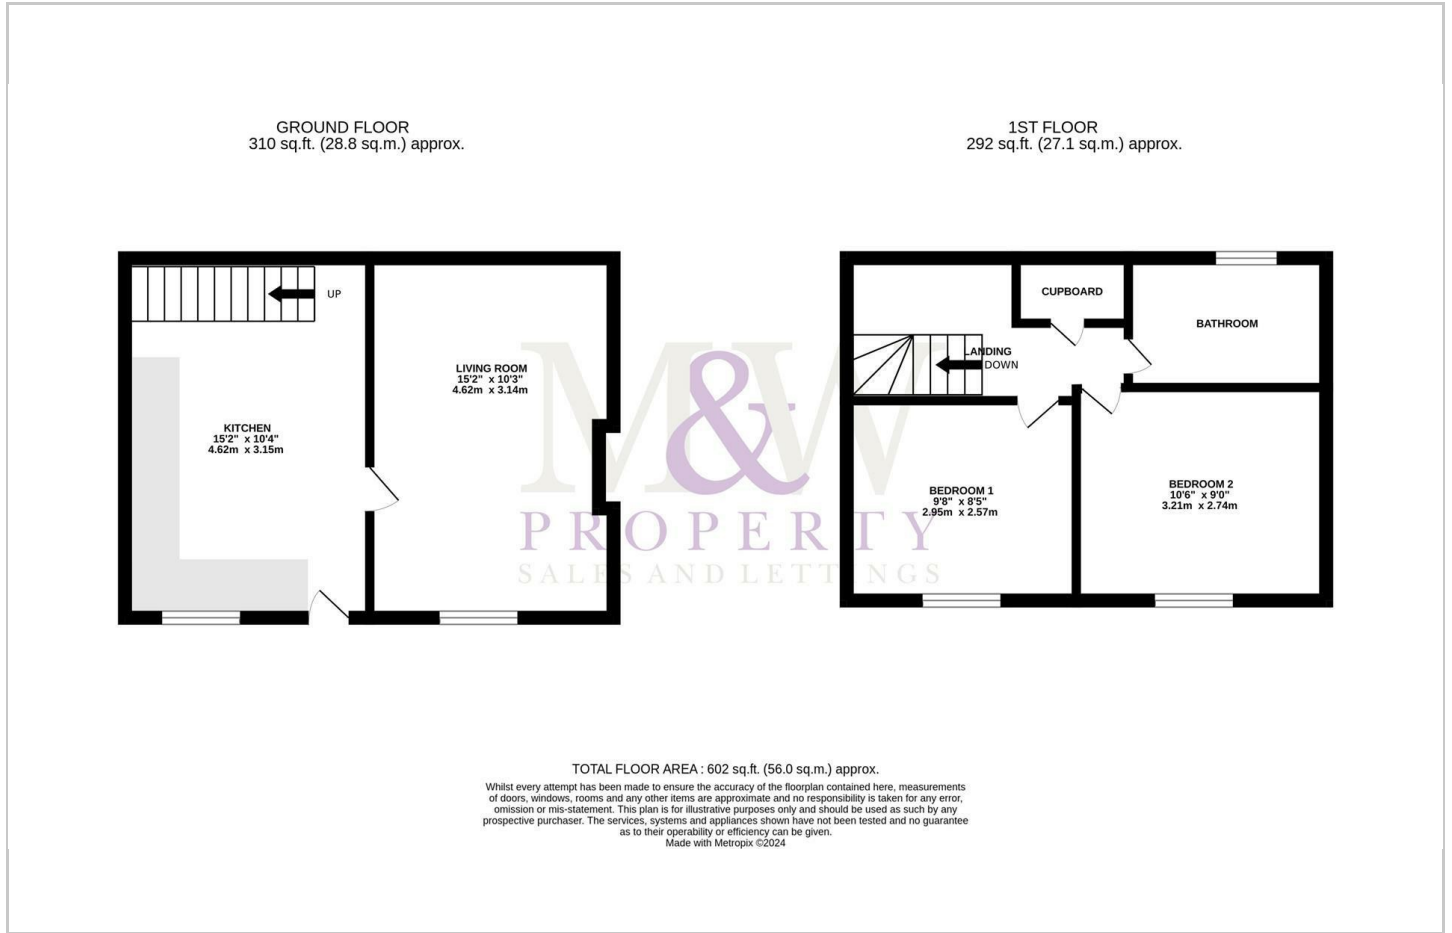 GROUND FLOOR
310 sq.ft. (28.8 sq.m.) approx.
1ST FLOOR
292 sq.ft. (27.1 sq.m.) approx.
UP
KITCHEN
15'2" x 10'4"
4.62m x 3.15m
LIVING ROOM
15'2" x 10'3"
4.62m x 3.14m
CUPBOARD
BATHROOM
LANDING
DOWN
BEDROOM 1
9'8" x 8'5"
2.95m x 2.57m
BEDROOM 2
10'6" x 9'0"
3.21m x 2.74m
M&W
PROPERTY
SALES AND LETTINGS
TOTAL FLOOR AREA : 602 sq.ft. (56.0 sq.m.) approx.
Whilst every attempt has been made to ensure the accuracy of the floorplan contained here, measurements
of doors, windows, rooms and any other items are approximate and no responsibility is taken for any error,
omission or mis-statement. This plan is for illustrative purposes only and should be used as such by any
prospective purchaser. The services, systems and appliances shown have not been tested and no guarantee
as to their operability or efficiency can be given.
Made with Metropix ©2024